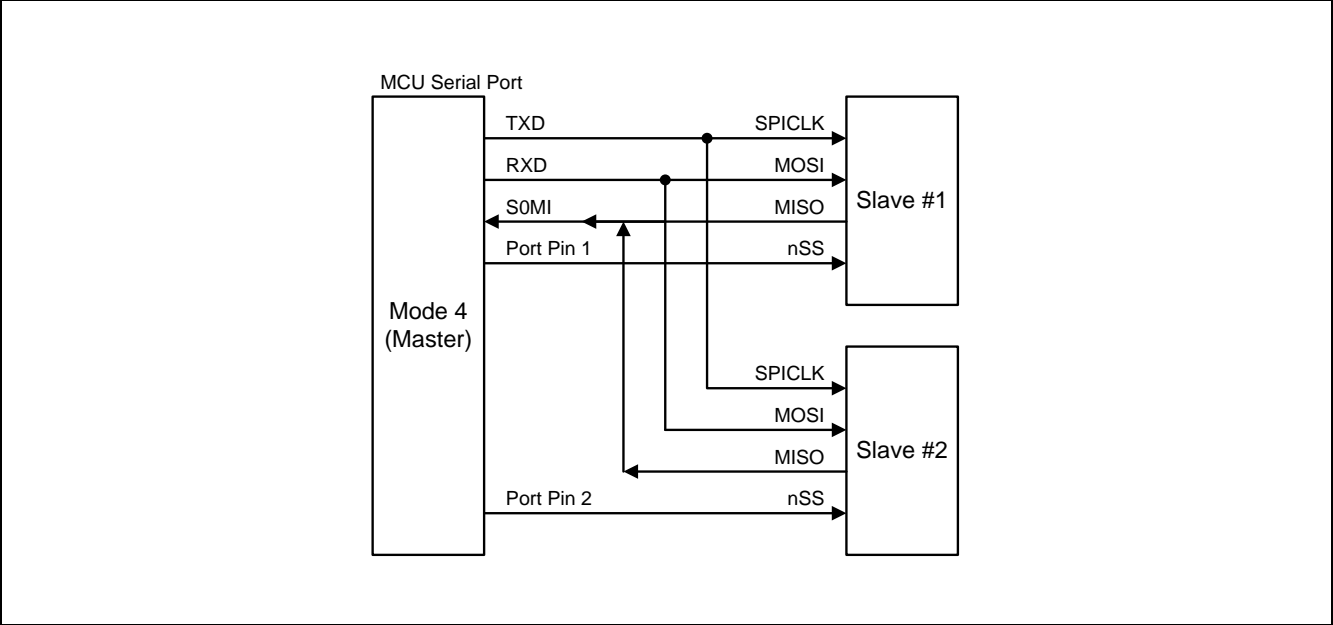 MCU Serial Port
TXD SPICLK
RXD MOSI
S0MI MISO
Slave #1
Port Pin 1 nSS
Mode 4
(Master)
SPICLK
MOSI
Slave #2
MISO
Port Pin 2 nSS